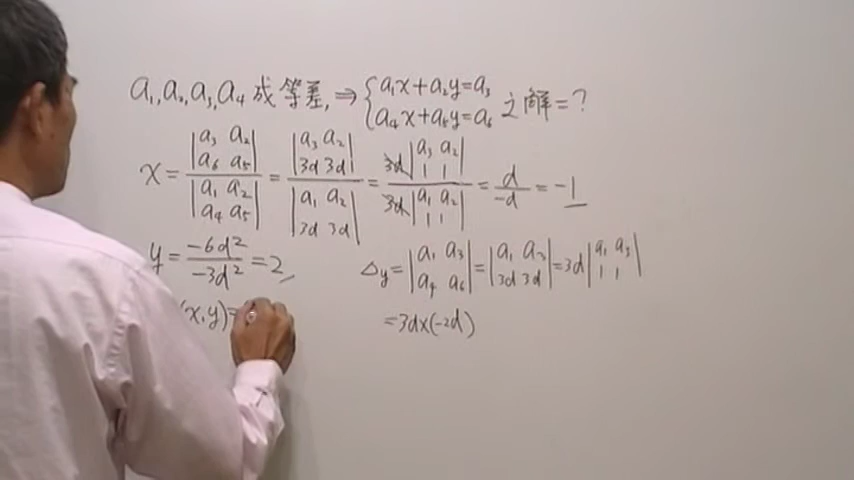 a₁,a₂,a₃,a₄成等差,⇒{a₁x+a₂y=a₃ 之解=?
a₄x+a₅y=a₆
x = |a₃ a₂| / |a₁ a₂| = |a₃ a₂| / |a₁ a₂| = 3d|a₃ a₂| / 3d|a₁ a₂| = d/-d = -1
|a₆ a₅| / |a₄ a₅| |3d 3d| / |3d 3d| |1 1| / |1 1|
y = -6d²/-3d² = 2
Δy = |a₁ a₃| = |a₁ a₃| = 3d|a₁ a₃|
|a₄ a₆| |3d 3d| |1 1|
(x,y)=
=3dx(-2d)